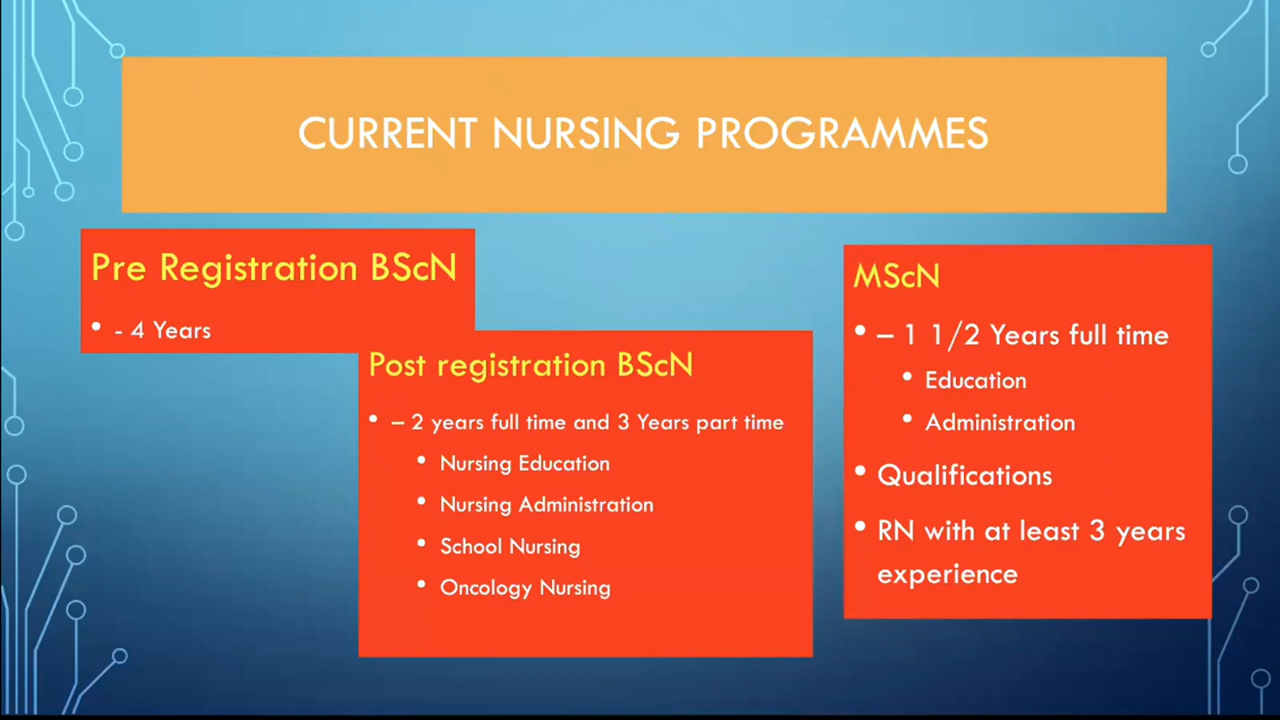 CURRENT NURSING PROGRAMMES
Pre Registration BScN
• - 4 Years
Post registration BScN
• – 2 years full time and 3 Years part time
• Nursing Education
• Nursing Administration
• School Nursing
• Oncology Nursing
MScN
• – 1 1/2 Years full time
• Education
• Administration
• Qualifications
• RN with at least 3 years
experience